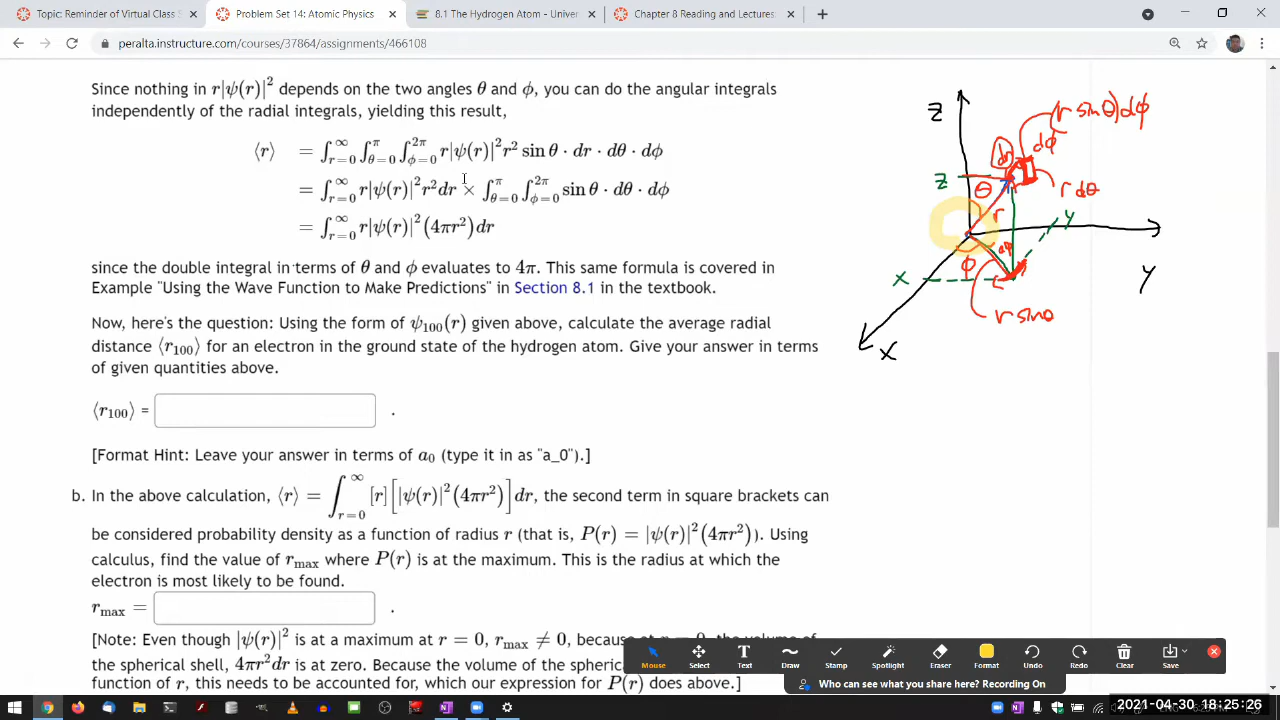 Reminder of Virtual Class S
Problem Set 14: Atomic Physics
8.1 The Hydrogen Atom - Univer
Chapter 8 Reading and Lectures:
peralta.instructure.com/courses/37864/assignments/466108
Since nothing in r|ψ(r)|² depends on the two angles θ and ϕ, you can do the angular integrals
independently of the radial integrals, yielding this result,
⟨r⟩ = ∫_{r=0}^{∞} ∫_{θ=0}^{π} ∫_{ϕ=0}^{2π} r|ψ(r)|² r² sin θ · dr · dθ · dϕ
= ∫_{r=0}^{∞} r|ψ(r)|² r² dr × ∫_{θ=0}^{π} ∫_{ϕ=0}^{2π} sin θ · dθ · dϕ
= ∫_{r=0}^{∞} r|ψ(r)|² (4πr²) dr
since the double integral in terms of θ and ϕ evaluates to 4π. This same formula is covered in
Example "Using the Wave Function to Make Predictions" in Section 8.1 in the textbook.
Now, here's the question: Using the form of ψ₁₀₀(r) given above, calculate the average radial
distance ⟨r₁₀₀⟩ for an electron in the ground state of the hydrogen atom. Give your answer in terms
of given quantities above.
⟨r₁₀₀⟩ = .
[Format Hint: Leave your answer in terms of a₀ (type it in as "a_0").]
b. In the above calculation, ⟨r⟩ = ∫_{r=0}^{∞} [r][|ψ(r)|² (4πr²)] dr, the second term in square brackets can
be considered probability density as a function of radius r (that is, P(r) = |ψ(r)|² (4πr²)). Using
calculus, find the value of r_max where P(r) is at the maximum. This is the radius at which the
electron is most likely to be found.
r_max = .
[Note: Even though |ψ(r)|² is at a maximum at r = 0, r_max ≠ 0, because at r = 0, the volume of
the spherical shell, 4πr²dr is at zero. Because the volume of the spheric
function of r, this needs to be accounted for, which our expression for P(r) does above.]
Z
r sinθ)dϕ
dr
dϕ
Z
θ
r dθ
r
y
dϕ
x
ϕ
r sinθ
y
x
Mouse
Select
Text
Draw
Stamp
Spotlight
Eraser
Format
Undo
Redo
Clear
Save
Who can see what you share here? Recording On
2021-04-30 18:25:26